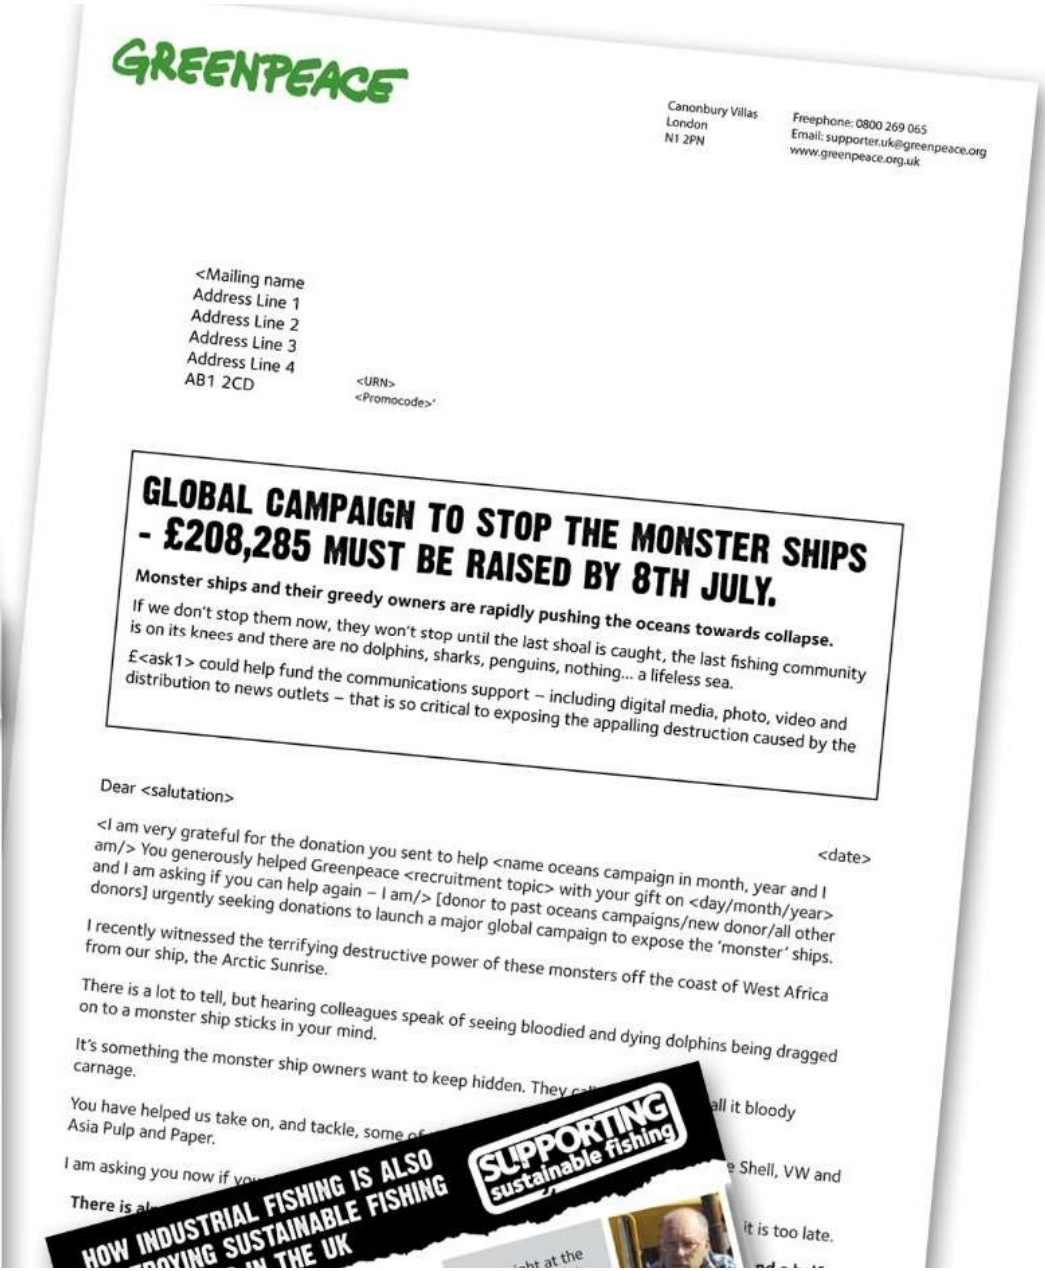 GREENPEACE
Canonbury Villas
London
N1 2PN
Freephone: 0800 269 065
Email: supporter.uk@greenpeace.org
www.greenpeace.org.uk
<Mailing name
Address Line 1
Address Line 2
Address Line 3
Address Line 4
AB1 2CD
<URN>
<Promocode>'
GLOBAL CAMPAIGN TO STOP THE MONSTER SHIPS
- £208,285 MUST BE RAISED BY 8TH JULY.
Monster ships and their greedy owners are rapidly pushing the oceans towards collapse.
If we don't stop them now, they won't stop until the last shoal is caught, the last fishing community
is on its knees and there are no dolphins, sharks, penguins, nothing... a lifeless sea.
£<ask1> could help fund the communications support – including digital media, photo, video and
distribution to news outlets – that is so critical to exposing the appalling destruction caused by the
Dear <salutation>
<date>
<I am very grateful for the donation you sent to help <name oceans campaign in month, year and I
am/> You generously helped Greenpeace <recruitment topic> with your gift on <day/month/year>
and I am asking if you can help again – I am/> [donor to past oceans campaigns/new donor/all other
donors] urgently seeking donations to launch a major global campaign to expose the 'monster' ships.
I recently witnessed the terrifying destructive power of these monsters off the coast of West Africa
from our ship, the Arctic Sunrise.
There is a lot to tell, but hearing colleagues speak of seeing bloodied and dying dolphins being dragged
on to a monster ship sticks in your mind.
It's something the monster ship owners want to keep hidden. They all it bloody
carnage.
You have helped us take on, and tackle, some of e Shell, VW and
Asia Pulp and Paper.
I am asking you now if you
There is it is too late.
HOW INDUSTRIAL FISHING IS ALSO
SUSTAINABLE FISHING
IN THE UK
SUPPORTING
sustainable fishing
at the